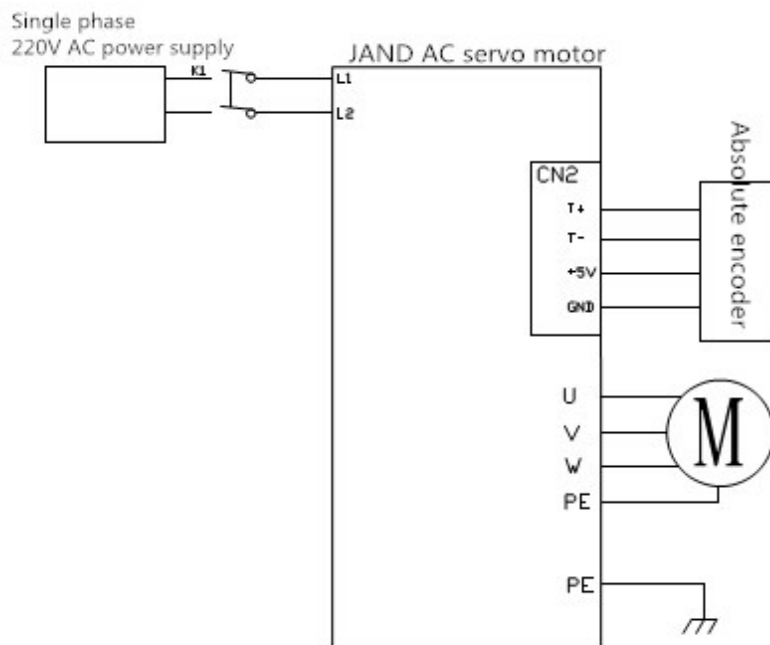 Single phase
220V AC power supply
JAND AC servo motor
K1
L1
L2
CN2
T+
T-
+5V
GND
Absolute encoder
U
V
W
PE
M
PE